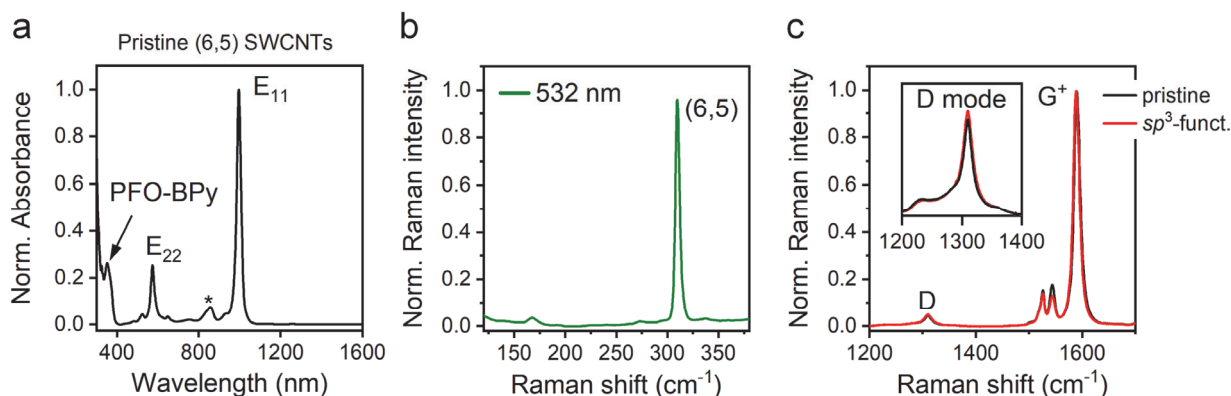 a
Pristine (6,5) SWCNTs
Norm. Absorbance
1.0
0.8
0.6
0.4
0.2
0.0
PFO-BPy
E₂₂
*
E₁₁
400
800
1200
1600
Wavelength (nm)
b
Norm. Raman intensity
1.0
0.8
0.6
0.4
0.2
0.0
532 nm
(6,5)
150
200
250
300
350
Raman shift (cm⁻¹)
c
Norm. Raman intensity
1.0
0.8
0.6
0.4
0.2
0.0
D mode
1200
1300
1400
G⁺
pristine
sp³-funct.
D
1200
1400
1600
Raman shift (cm⁻¹)